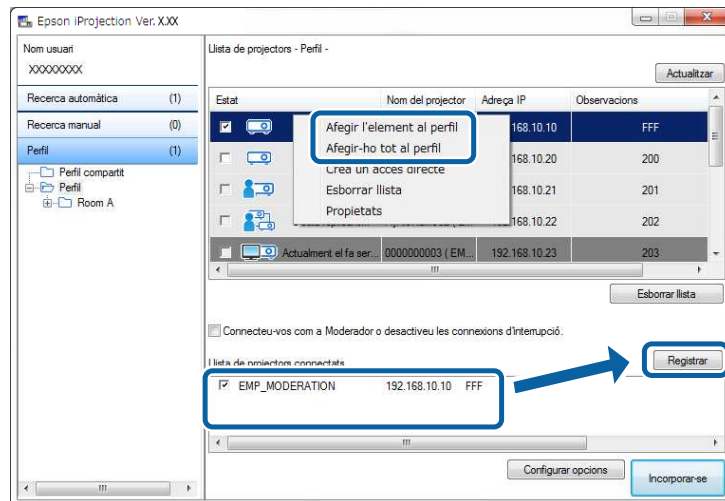 Epson iProjection Ver. X.XX
Nom usuari
XXXXXXXX
Recerca automàtica (1)
Recerca manual (0)
Perfil (1)
Perfil compartit
Perfil
Room A
Llista de projectors - Perfil -
Actualitzar
Estat Nom del projector Adreça IP Observacions
168.10.10 FFF
168.10.20 200
168.10.21 201
168.10.22 202
Actualment el fa ser... 0000000003 ( EM... 192.168.10.23 203
Afegir l'element al perfil
Afegir-ho tot al perfil
Crea un accés directe
Esborrar llista
Propietats
Esborrar llista
Connecteu-vos com a Moderador o desactiveu les connexions d'interrupció.
Llista de projectors connectats
Registrar
EMP_MODERATION 192.168.10.10 FFF
Configurar opcions
Incorporar-se